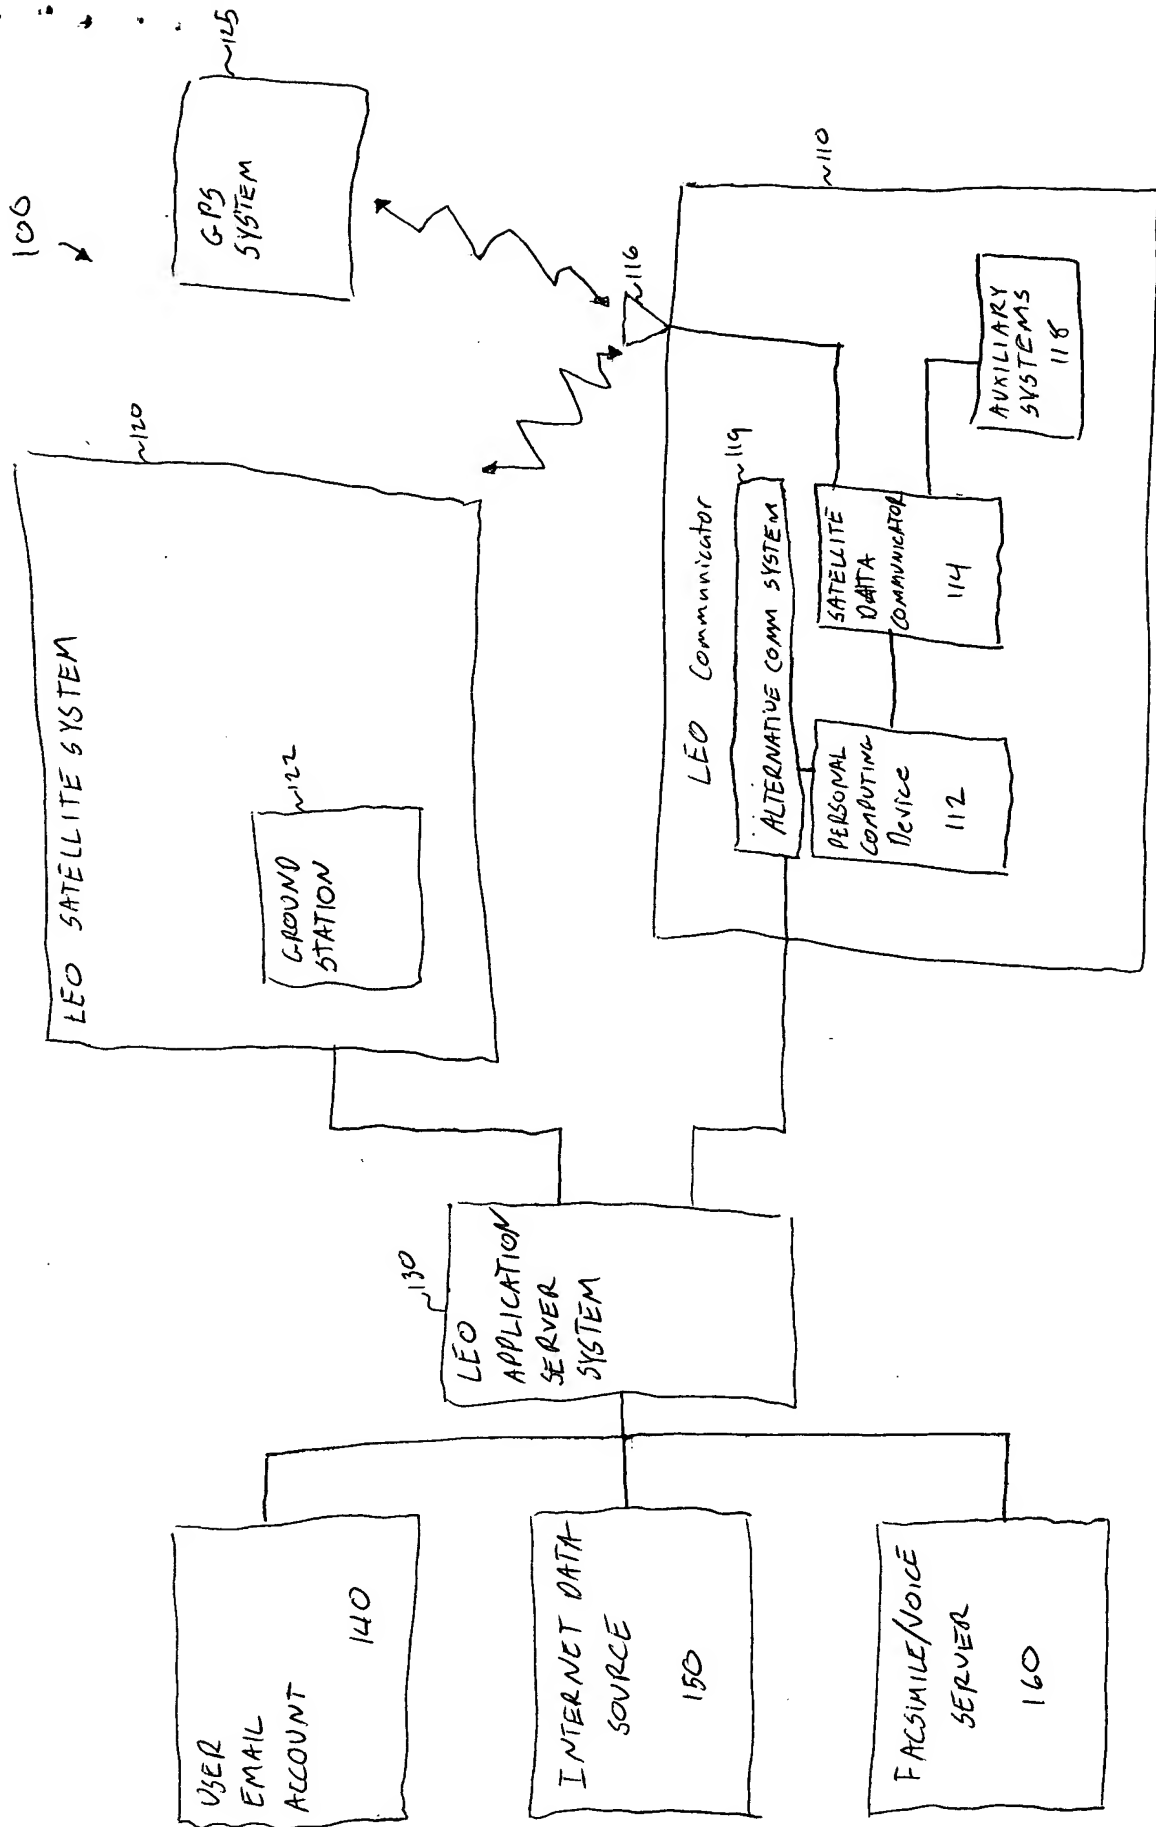 100
USER
EMAIL
ACCOUNT
140
INTERNET DATA
SOURCE
150
FACSIMILE/VOICE
SERVER
160
130
LEO
APPLICATION
SERVER
SYSTEM
LEO SATELLITE SYSTEM
120
GROUND
STATION
122
GPS
SYSTEM
125
116
110
LEO Communicator
119
ALTERNATIVE COMM SYSTEM
PERSONAL
COMPUTING
Device
112
SATELLITE
DATA
COMMUNICATOR
114
AUXILIARY
SYSTEMS
118